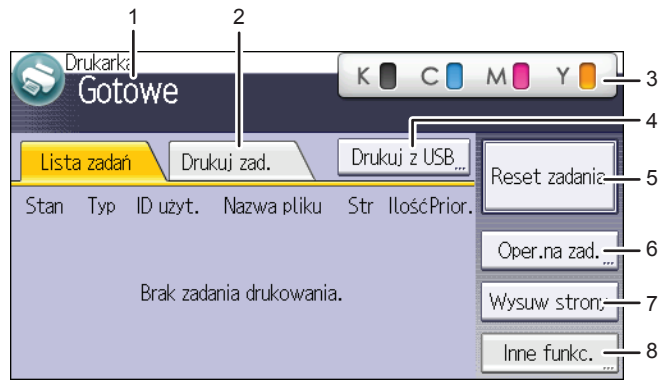 1 2
Drukarka
Gotowe
K C M Y
3
4
Lista zadań Drukuj zad. Drukuj z USB...
Reset zadania
5
Stan Typ ID użyt. Nazwa pliku Str Ilość Prior.
Oper.na zad....
6
Brak zadania drukowania.
Wysuw strony
7
Inne funkc. ...
8